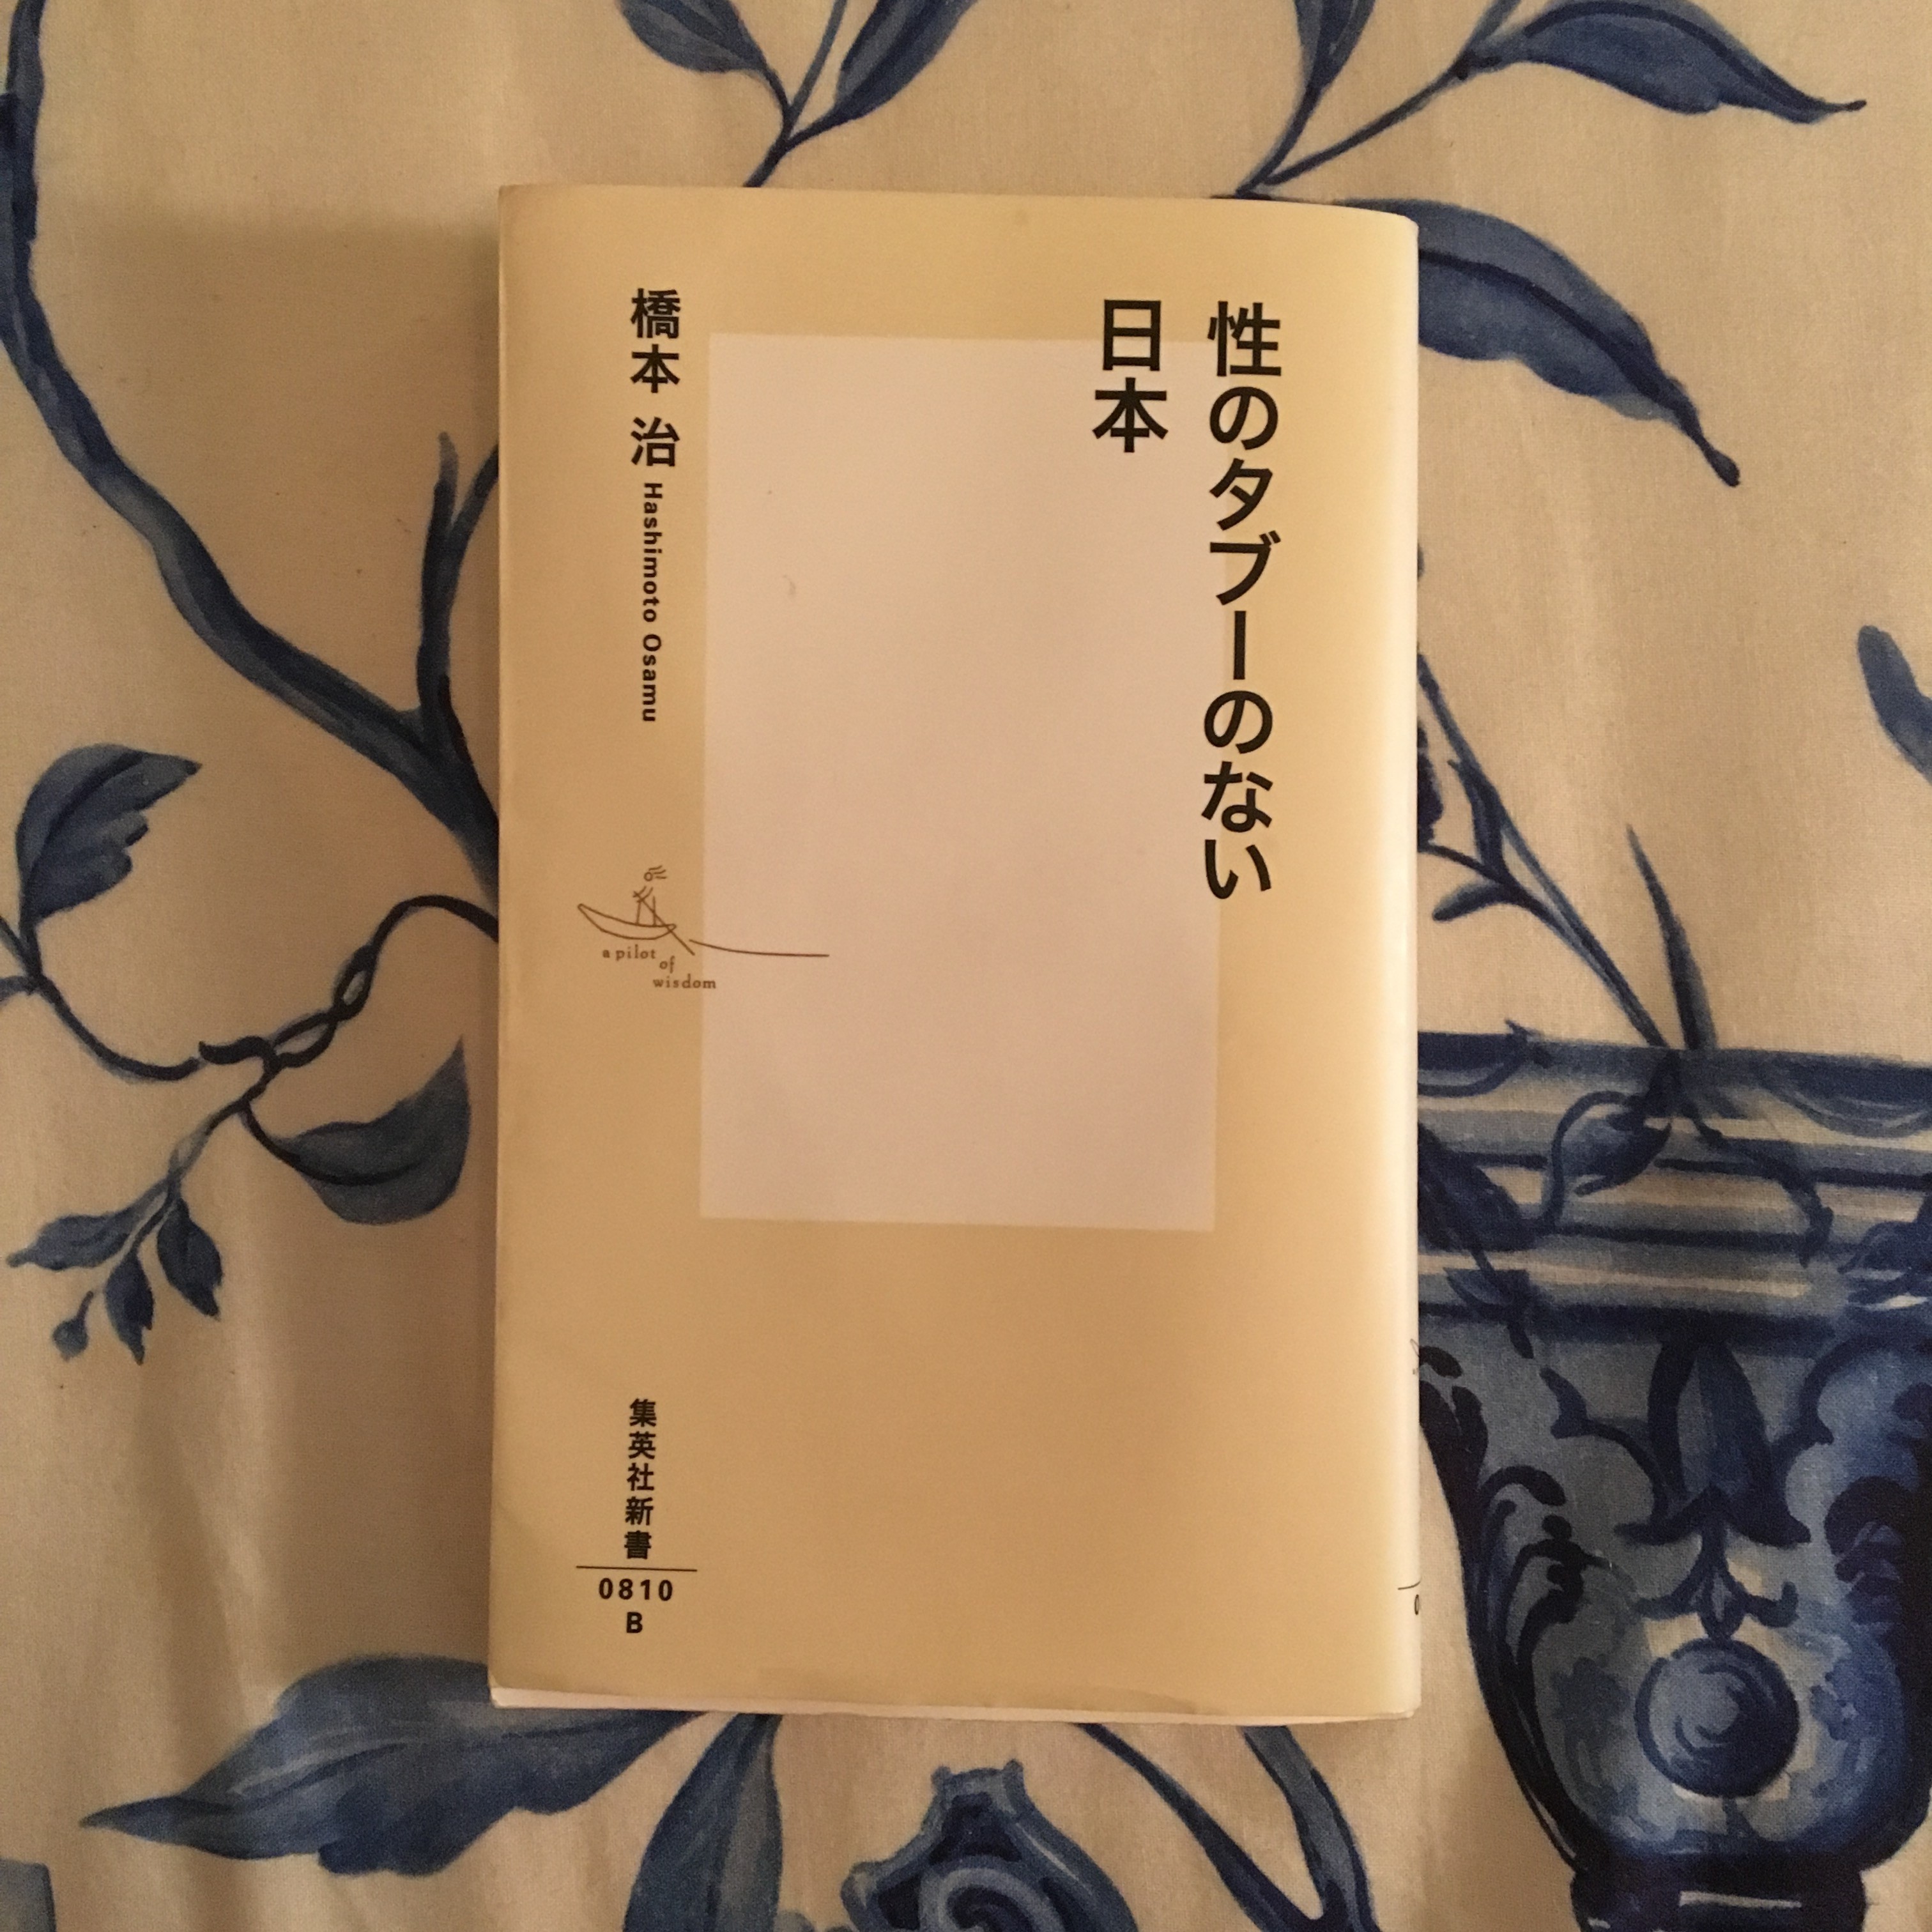 性のタブーのない
日本
橋本 治 Hashimoto Osamu
a pilot
of
wisdom
集英社新書
0810
B